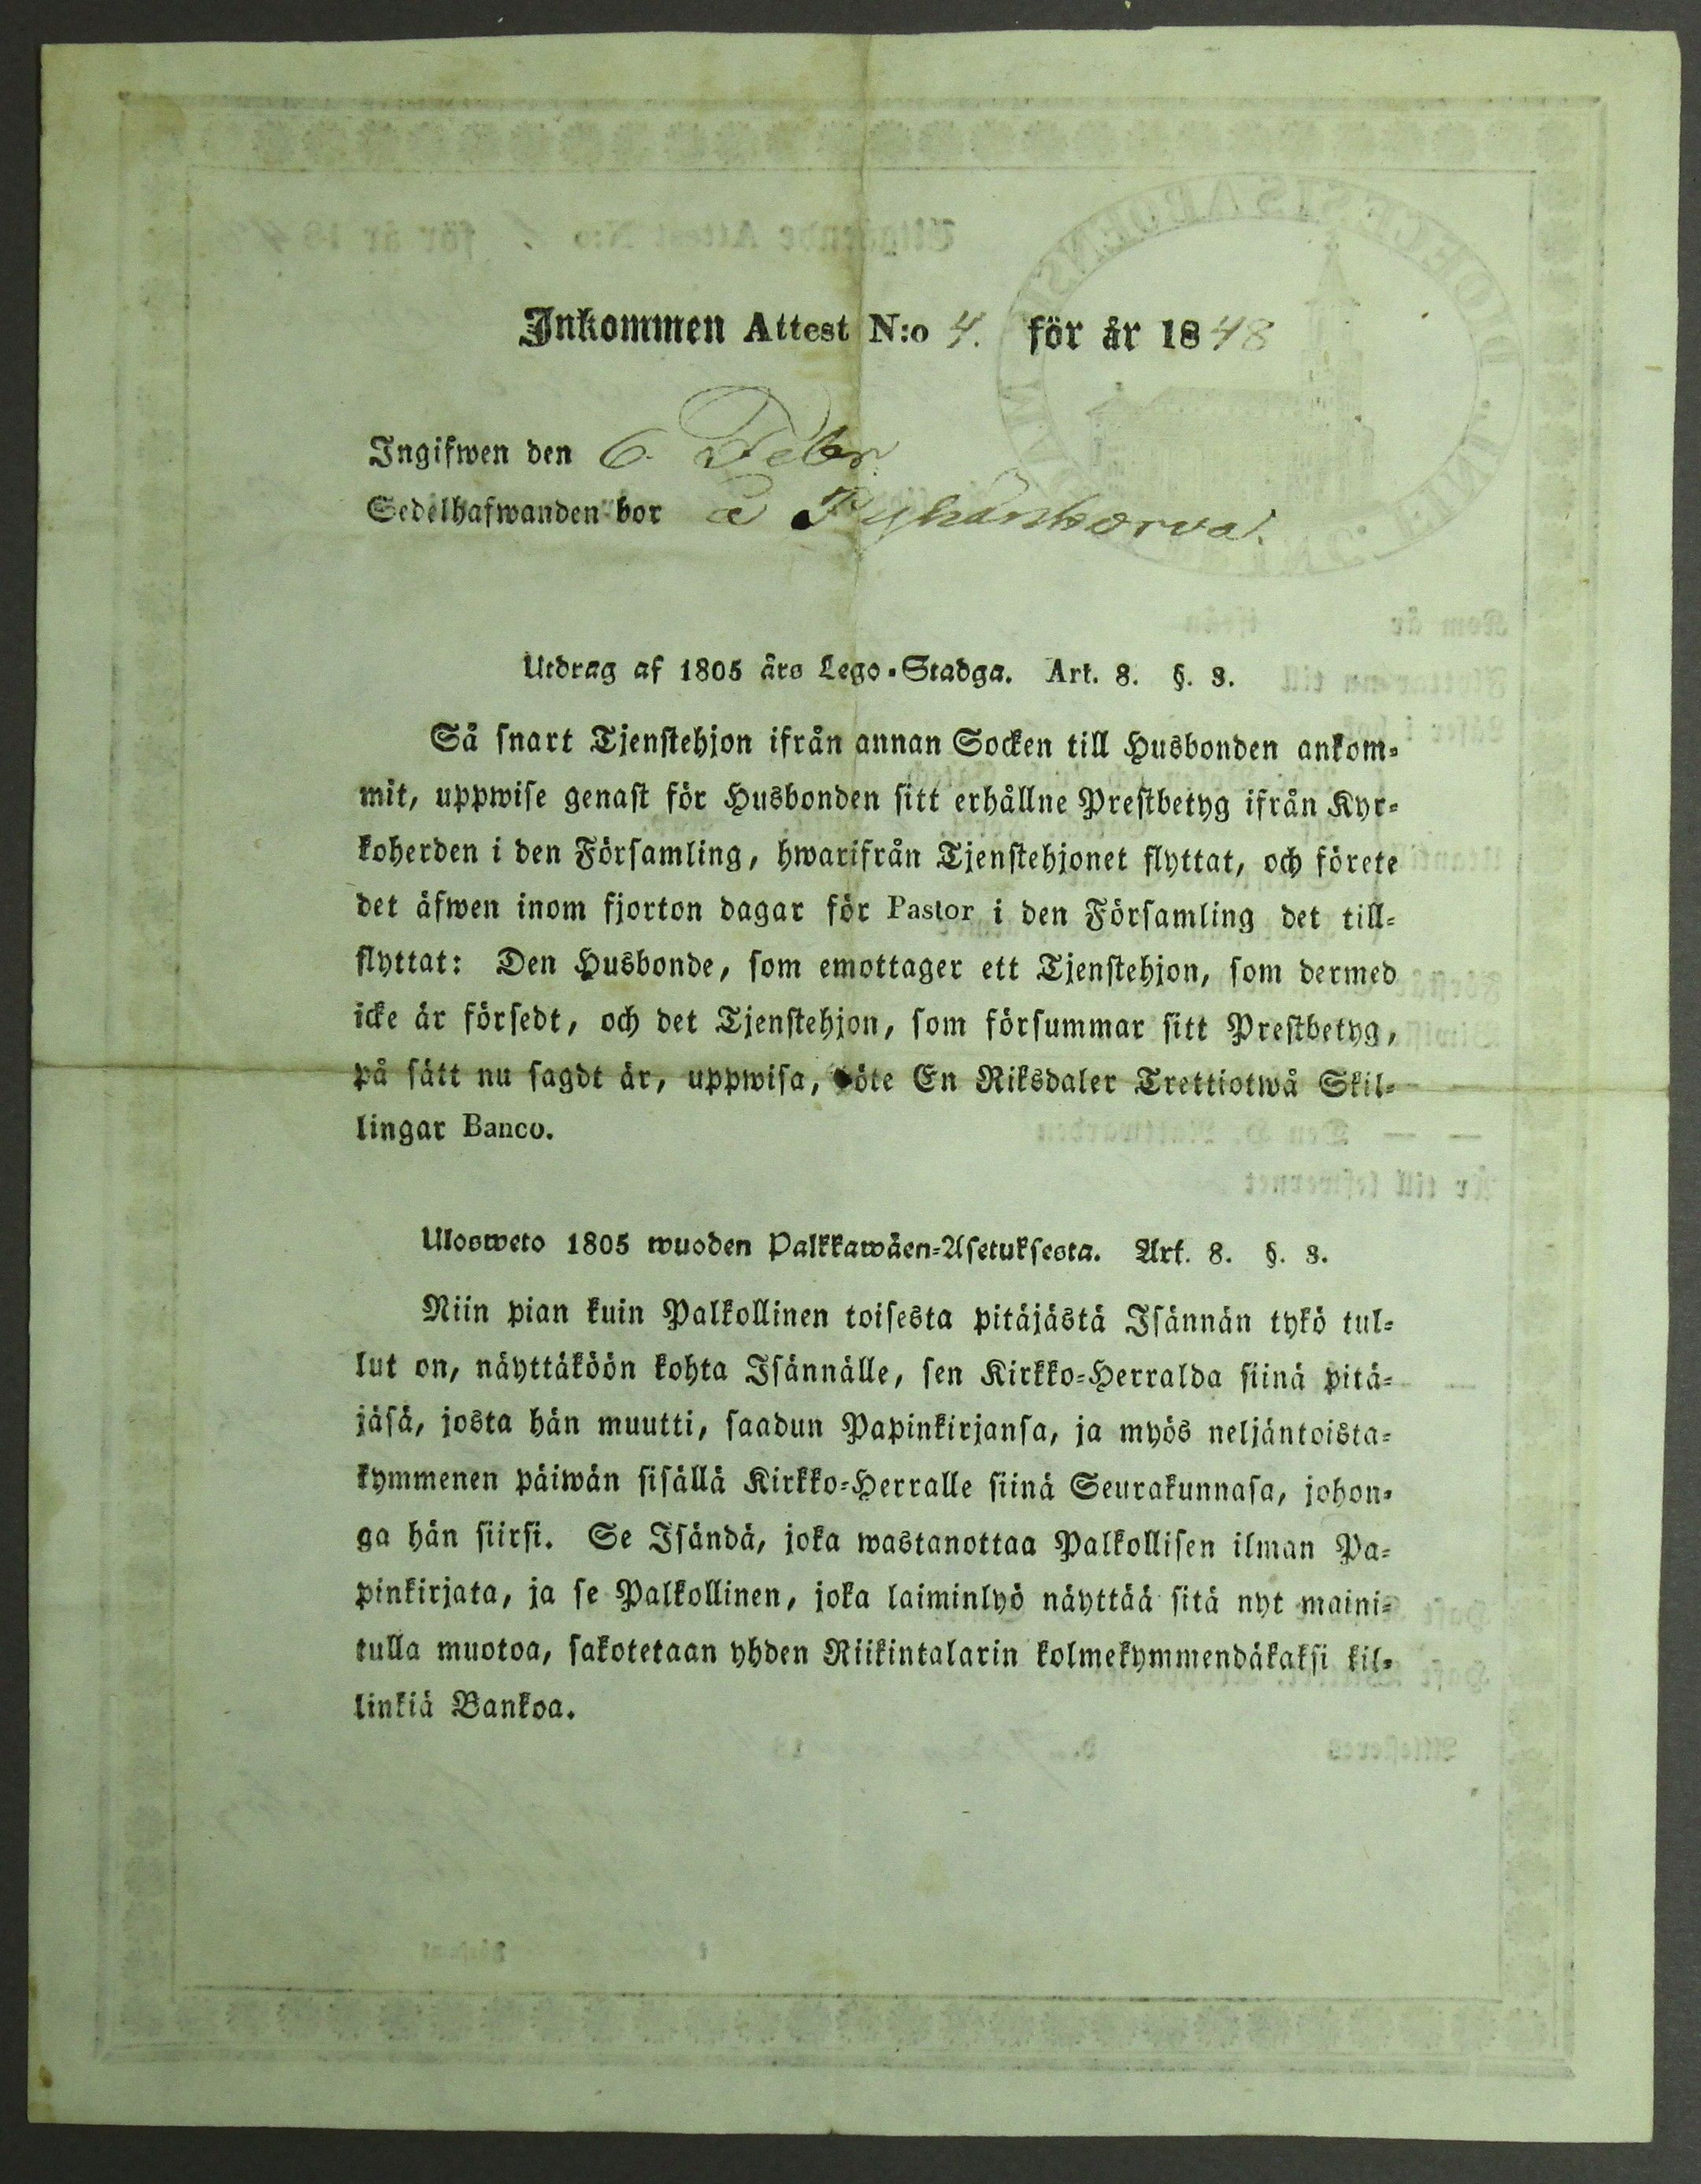 Inkommen Attest N:o 4. för år 1848
Ingifwen den 6 Febr.
Sedelhafwanden bor å Pyhänkorva.
Utdrag af 1805 års Lego-Stadga. Art. 8. §. 3.
Så snart Tjenstehjon ifrån annan Socken till Husbonden ankom-
mit, uppwise genast för Husbonden sitt erhållne Prestbetyg ifrån Kyr-
koherden i den Församling, hwarifrån Tjenstehjonet flyttat, och förete
det äfwen inom fjorton dagar för Pastor i den Församling det till-
flyttat: Den Husbonde, som emottager ett Tjenstehjon, som dermed
icke är försedt, och det Tjenstehjon, som försummar sitt Prestbetyg,
på sätt nu sagdt är, uppwisa, böte En Riksdaler Trettiotwå Skil-
lingar Banco.
Ulosweto 1805 wuoden Palkkawäen-Asetuksesta. Art. 8. §. 3.
Niin pian kuin Palkollinen toisesta pitäjästä Isännän tykö tul-
lut on, näyttäköön kohta Isännälle, sen Kirkko-Herralda siinä pitä-
jäsä, josta hän muutti, saadun Papinkirjansa, ja myös neljäntoista-
kymmenen päiwän sisällä Kirkko-Herralle siinä Seurakunnasa, johon-
ga hän siirsi. Se Isändä, joka wastanottaa Palkollisen ilman Pa-
pinkirjata, ja se Palkollinen, joka laiminlyö näyttää sitä nyt maini-
tulla muotoa, sakotetaan yhden Riikintalarin kolmekymmendäkaksi kil-
linkiä Bankoa.